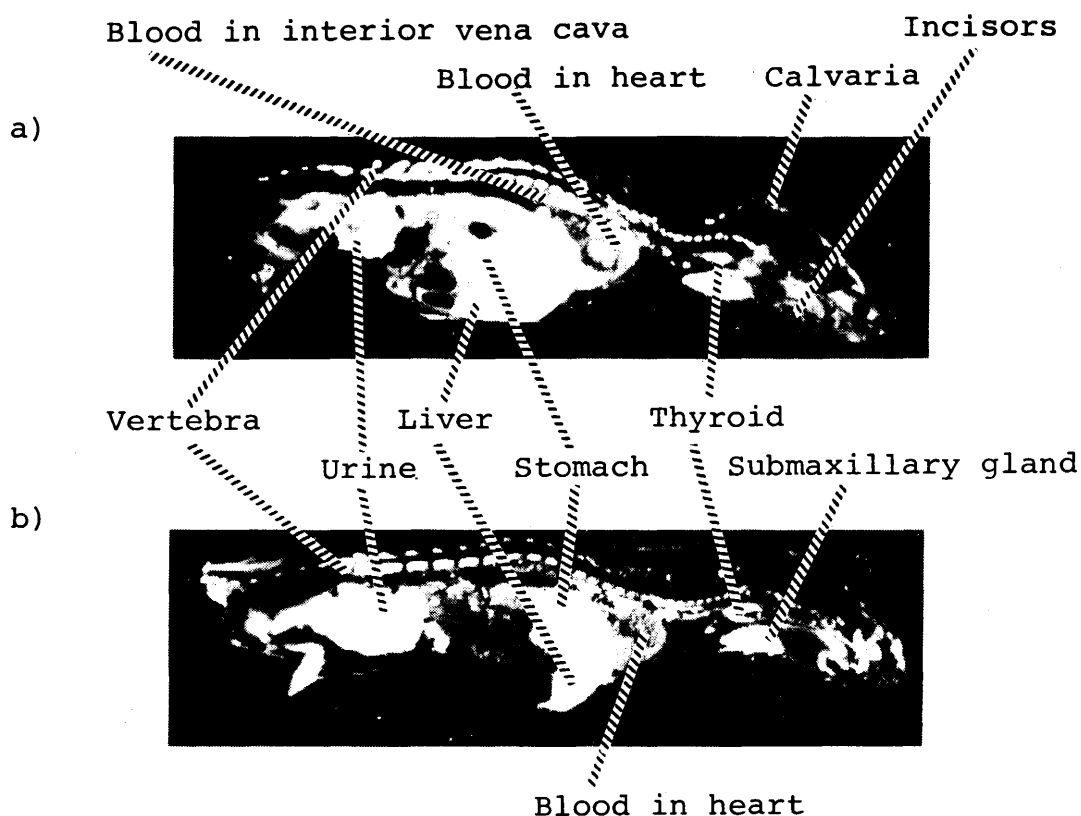 Blood in interior vena cava
Incisors
Blood in heart
Calvaria
a)
Vertebra
Liver
Thyroid
Urine
Stomach
Submaxillary gland
b)
Blood in heart